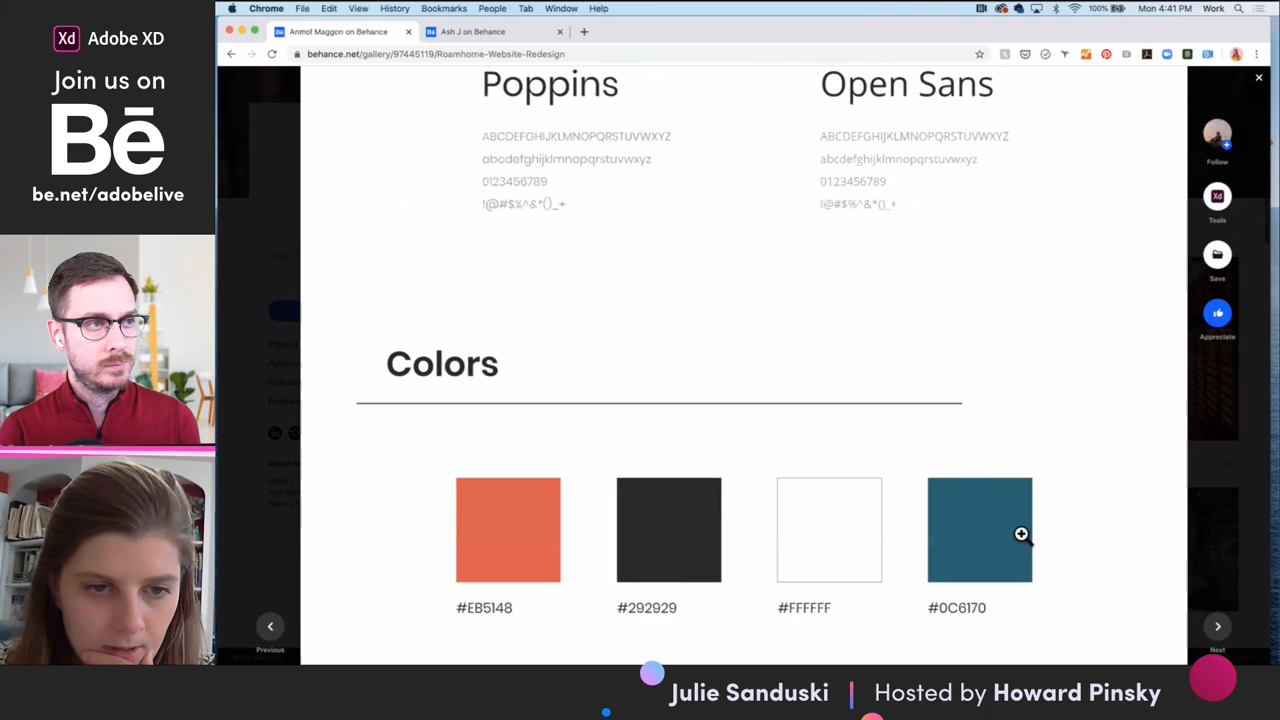 Xd Adobe XD
Join us on
Bē
be.net/adobelive
Chrome File Edit View History Bookmarks People Tab Window Help
100% Mon 4:41 PM Work
Anmol Maggon on Behance
Ash J on Behance
behance.net/gallery/97445119/Roamhome-Website-Redesign
Poppins
ABCDEFGHIJKLMNOPQRSTUVWXYZ
abcdefghijklmnopqrstuvwxyz
0123456789
!@#$%^&*()_+
Open Sans
ABCDEFGHIJKLMNOPQRSTUVWXYZ
abcdefghijklmnopqrstuvwxyz
0123456789
!@#$%^&*()_+
Colors
#EB5148
#292929
#FFFFFF
#0C6170
Follow
Xd
Tools
Save
Appreciate
Previous
Next
Julie Sanduski | Hosted by Howard Pinsky